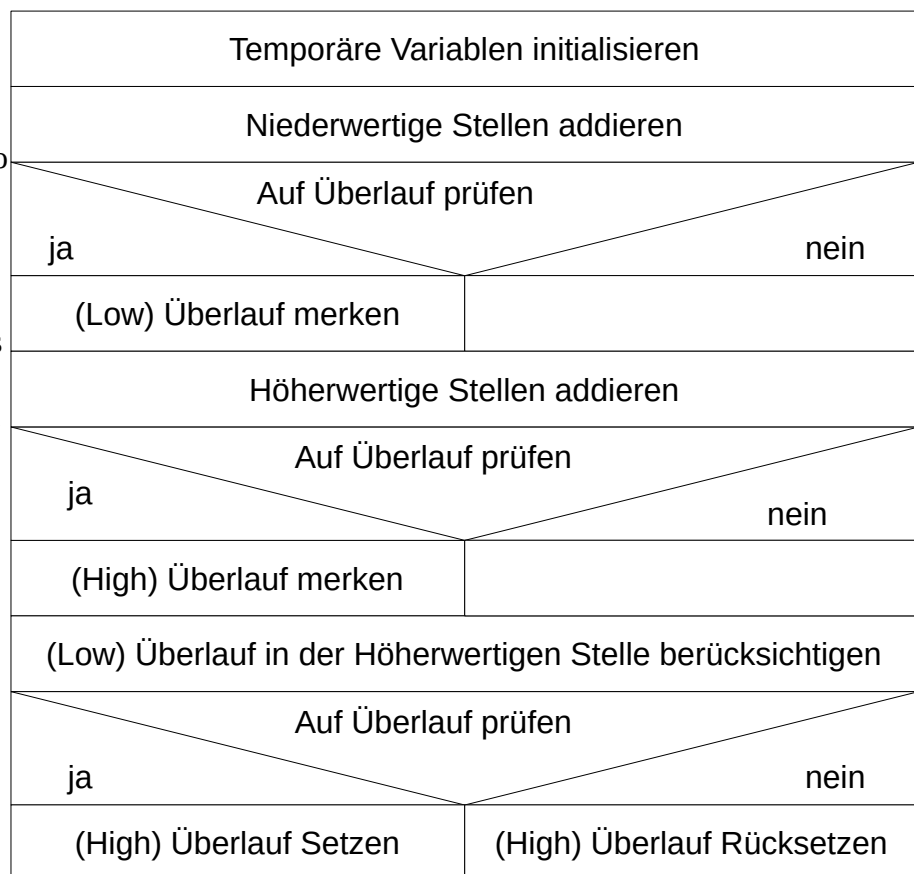 Temporäre Variablen initialisieren
Niederwertige Stellen addieren
Auf Überlauf prüfen
ja nein
(Low) Überlauf merken
Höherwertige Stellen addieren
Auf Überlauf prüfen
ja
nein
(High) Überlauf merken
(Low) Überlauf in der Höherwertigen Stelle berücksichtigen
Auf Überlauf prüfen
ja nein
(High) Überlauf Setzen (High) Überlauf Rücksetzen